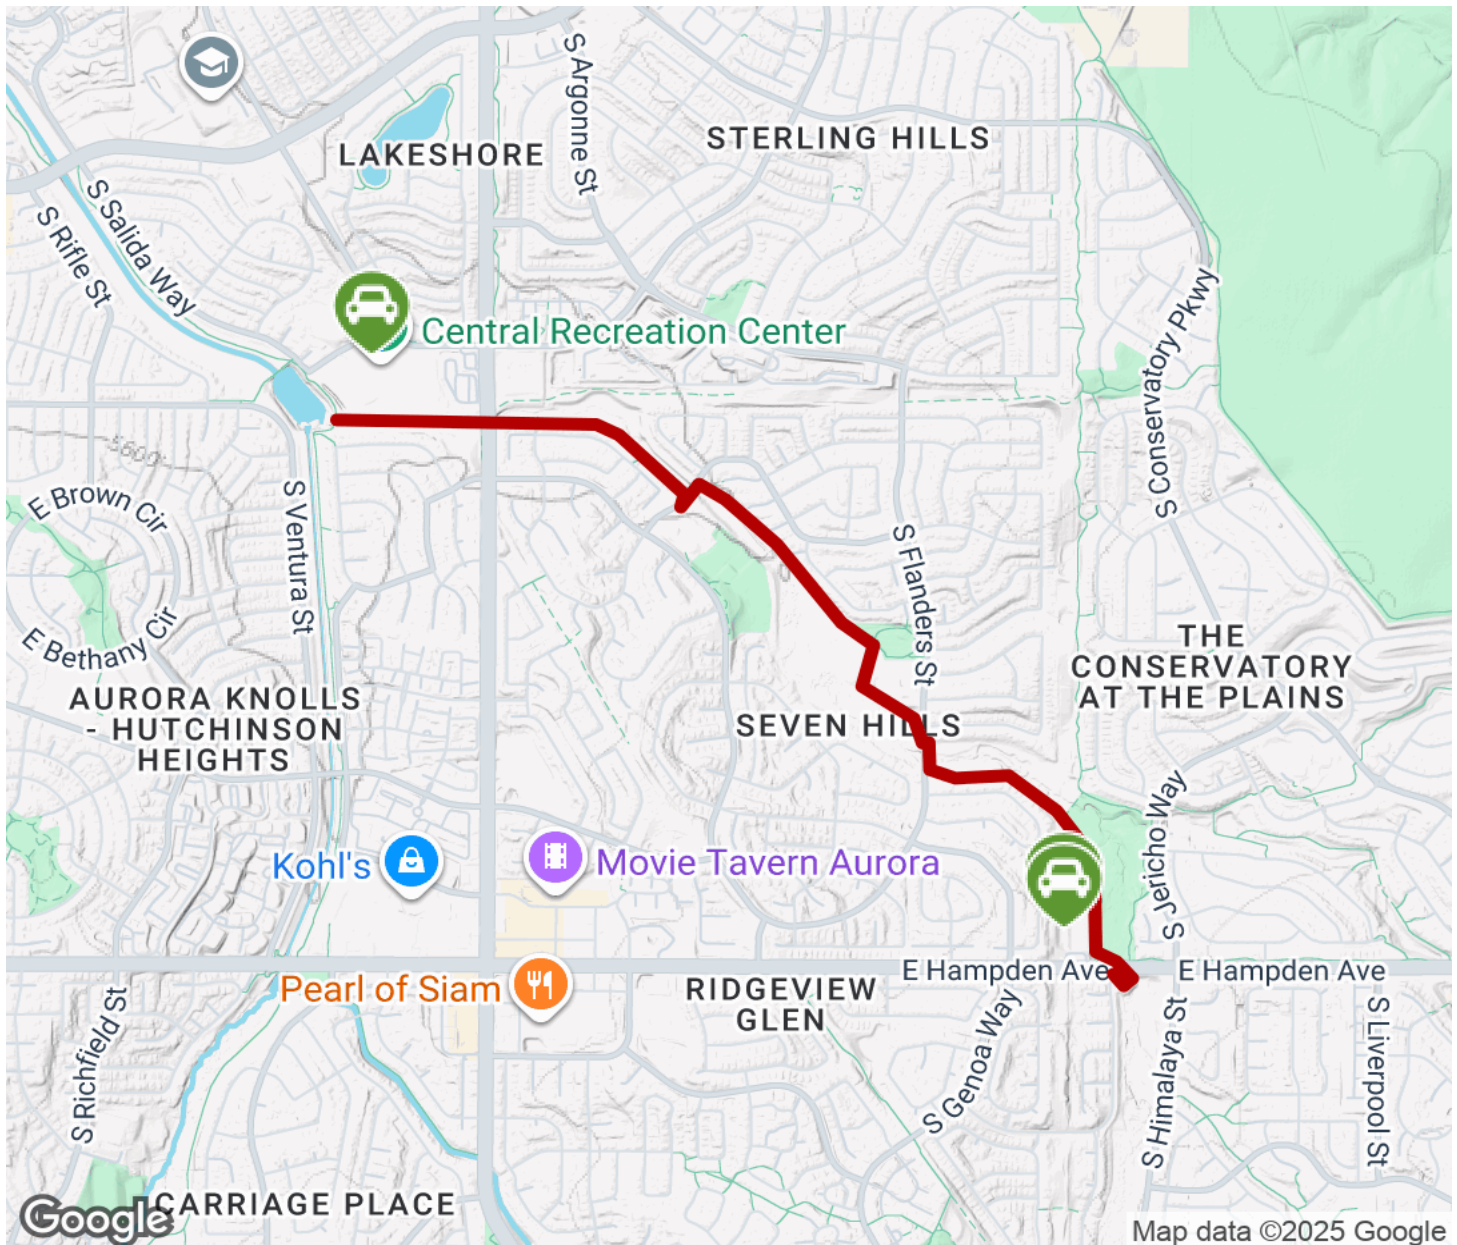 S Argonne St
STERLING HILLS
LAKESHORE
S Salida Way
S Rifle St
S Conservatory Pkwy
Central Recreation Center
5600
E Brown Cir
S Ventura St
S Flanders St
E Bethany Cir
THE
CONSERVATORY
AT THE PLAINS
AURORA KNOLLS
- HUTCHINSON
HEIGHTS
SEVEN HILLS
S Jericho Way
Kohl's
Movie Tavern Aurora
E Hampden Ave
E Hampden Ave
Pearl of Siam
RIDGEVIEW
GLEN
S Richfield St
S Genoa Way
S Himalaya St
S Liverpool St
CARRIAGE PLACE
Google
Map data ©2025 Google